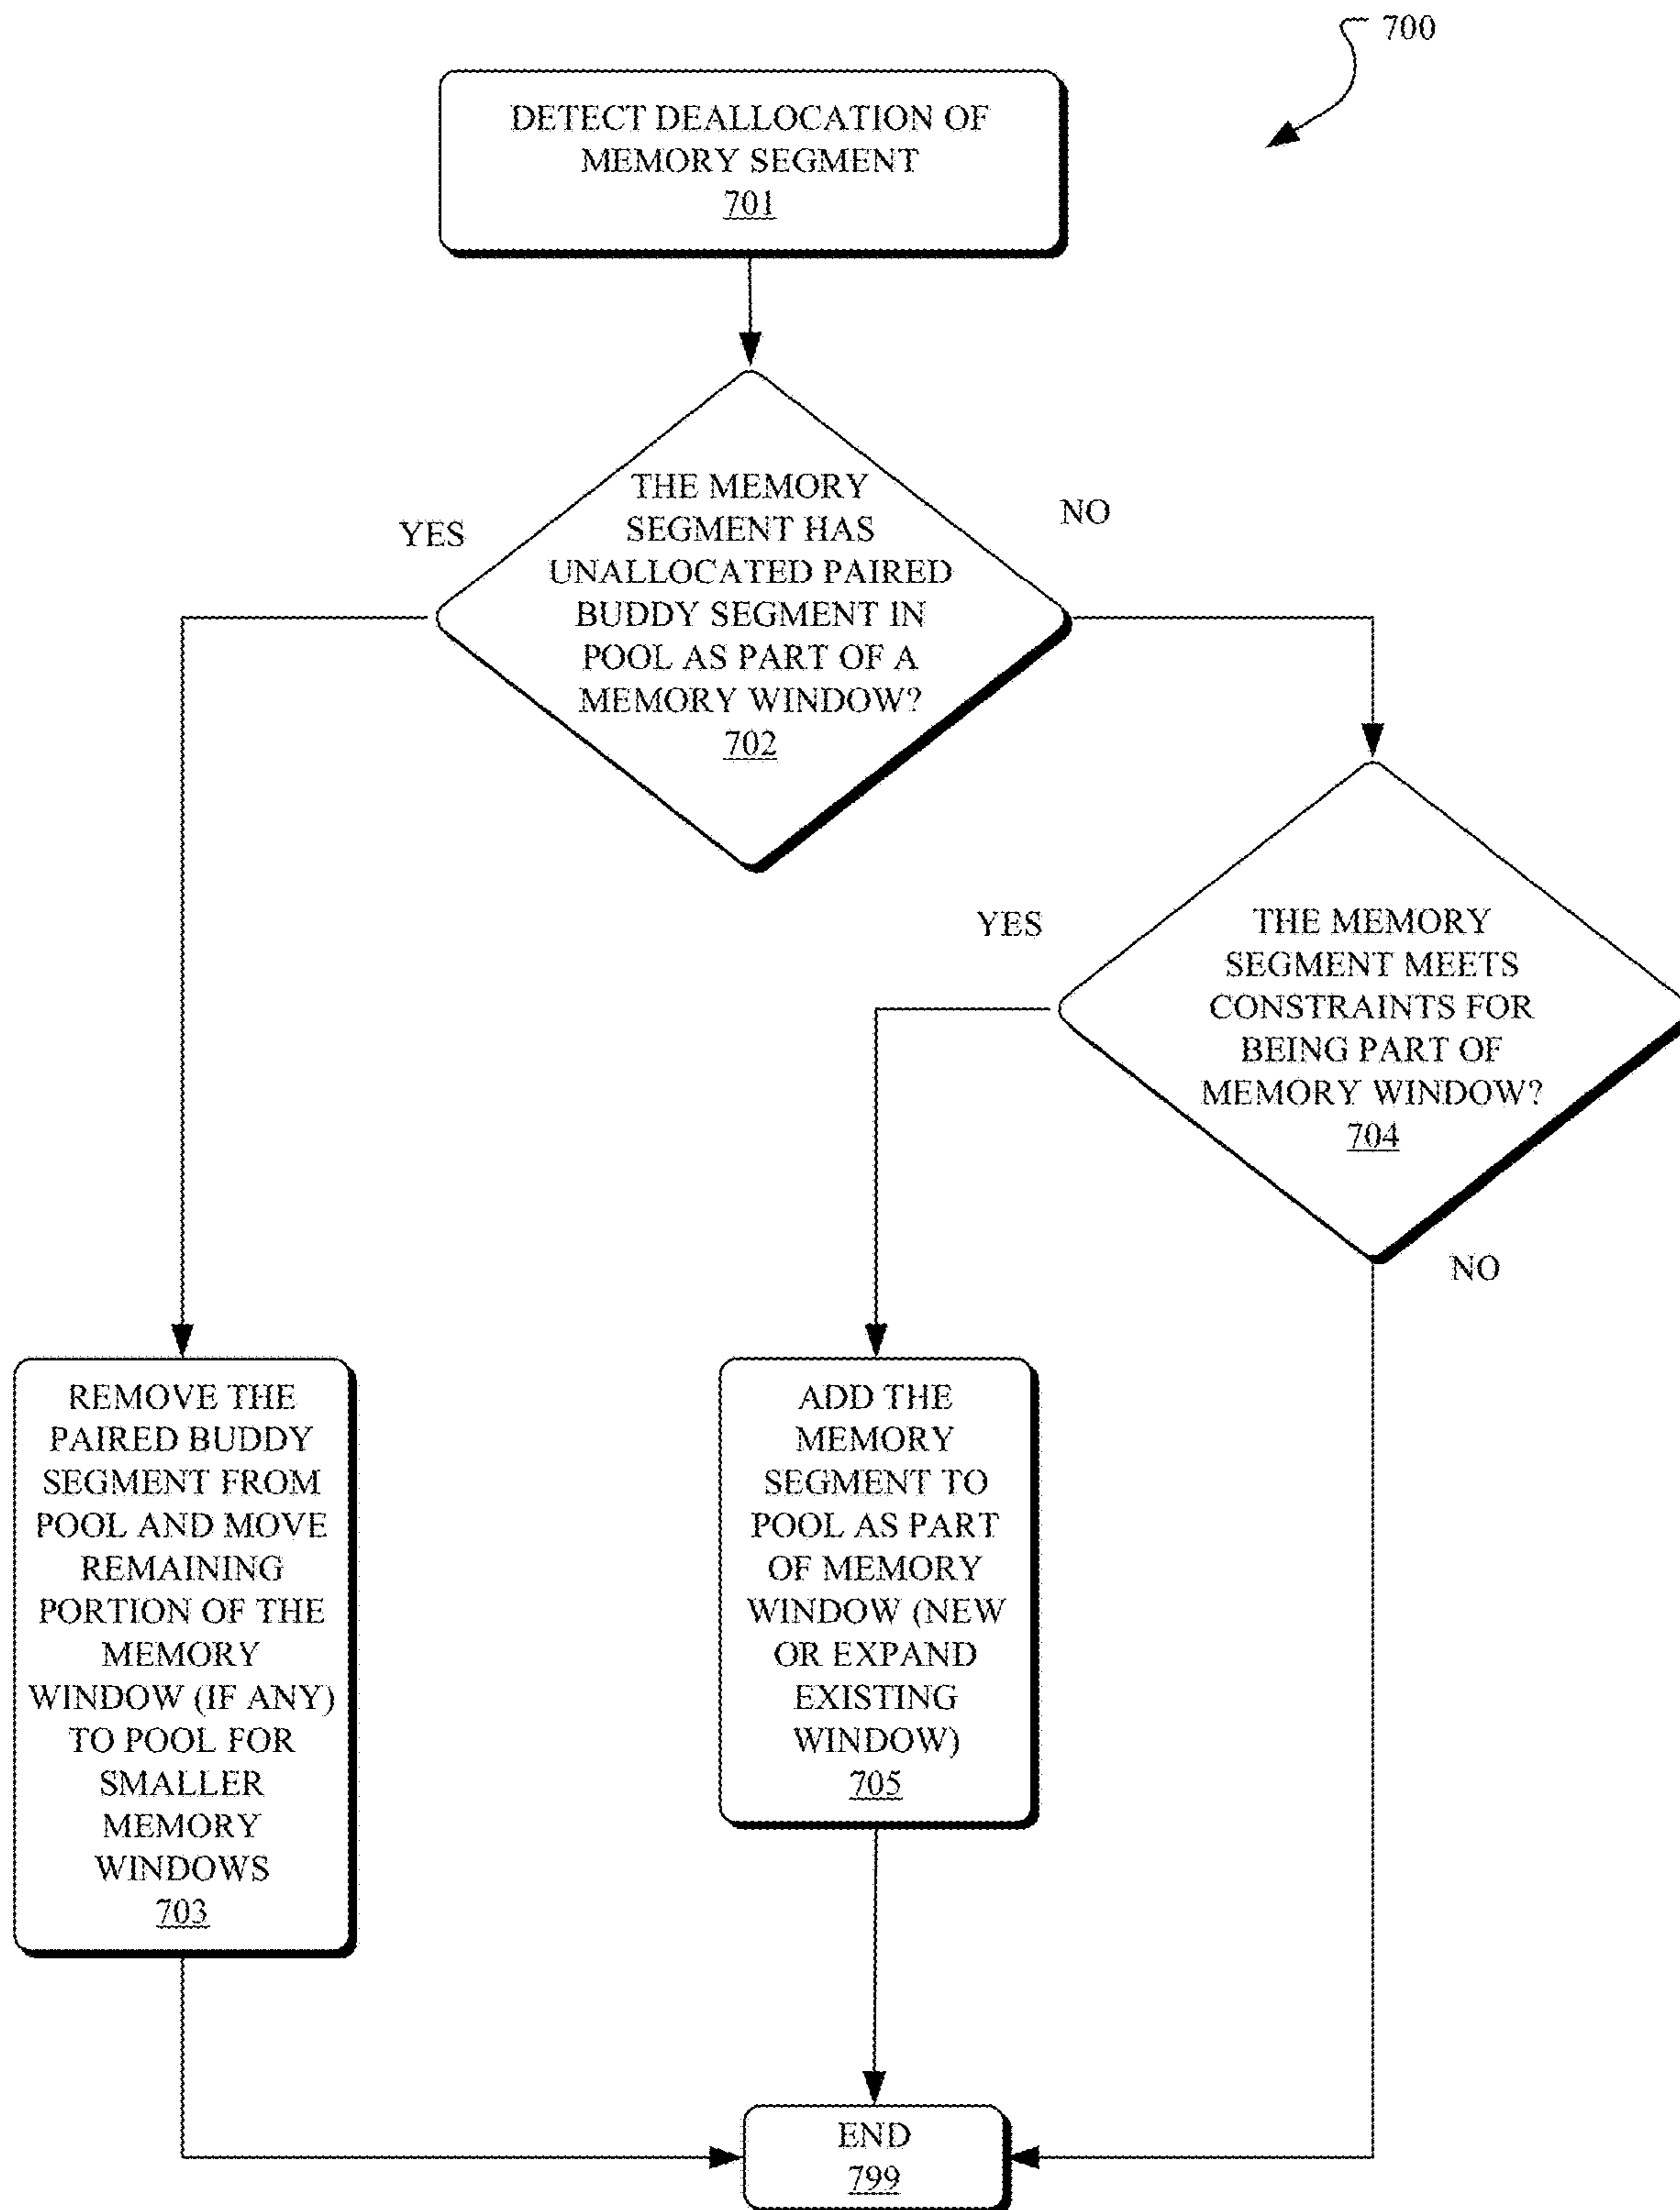 700
DETECT DEALLOCATION OF
MEMORY SEGMENT
701
THE MEMORY
SEGMENT HAS
UNALLOCATED PAIRED
BUDDY SEGMENT IN
POOL AS PART OF A
MEMORY WINDOW?
702
YES
NO
THE MEMORY
SEGMENT MEETS
CONSTRAINTS FOR
BEING PART OF
MEMORY WINDOW?
704
YES
NO
REMOVE THE
PAIRED BUDDY
SEGMENT FROM
POOL AND MOVE
REMAINING
PORTION OF THE
MEMORY
WINDOW (IF ANY)
TO POOL FOR
SMALLER
MEMORY
WINDOWS
703
ADD THE
MEMORY
SEGMENT TO
POOL AS PART
OF MEMORY
WINDOW (NEW
OR EXPAND
EXISTING
WINDOW)
705
END
799